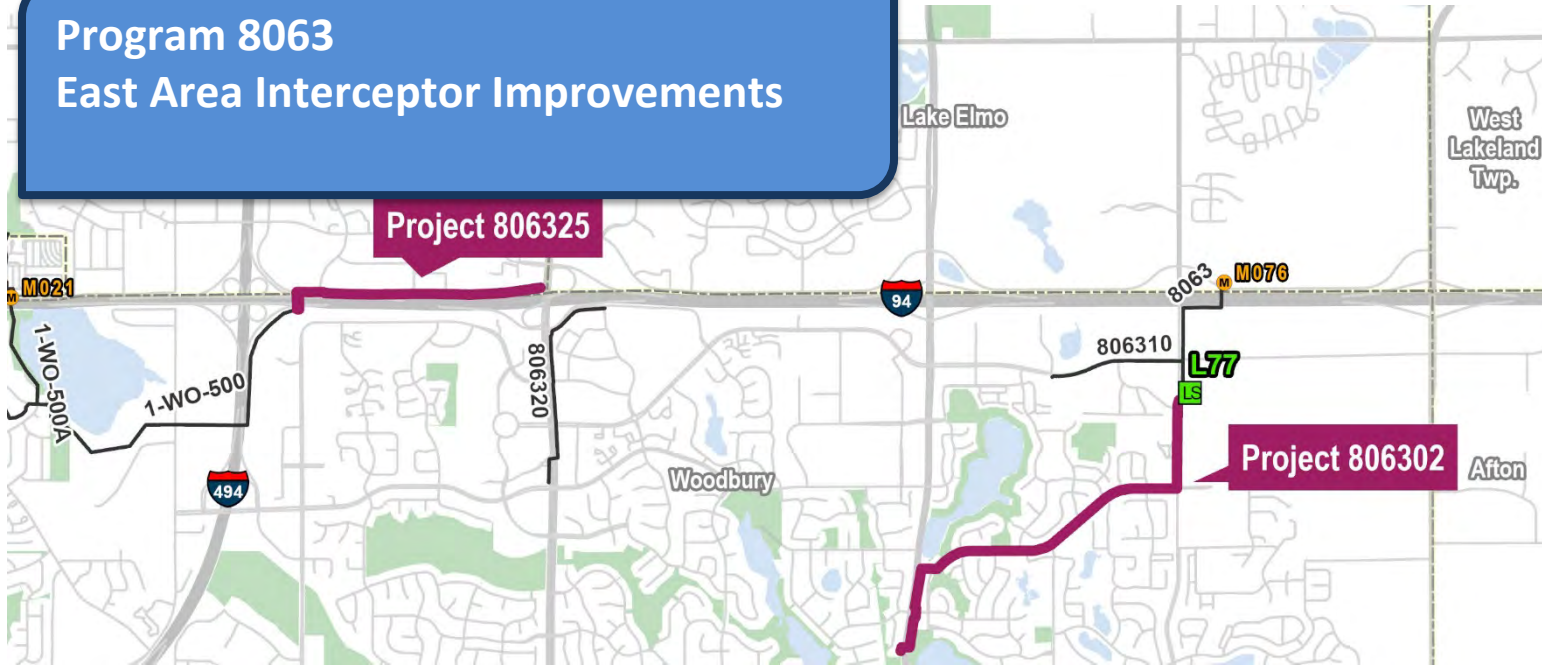 Program 8063
East Area Interceptor Improvements
Lake Elmo
West
Lakeland
Twp.
Project 806325
M M021
94
8063
M M076
1-WO-500A
1-WO-500
806320
806310
L77
LS
494
Woodbury
Project 806302
Afton